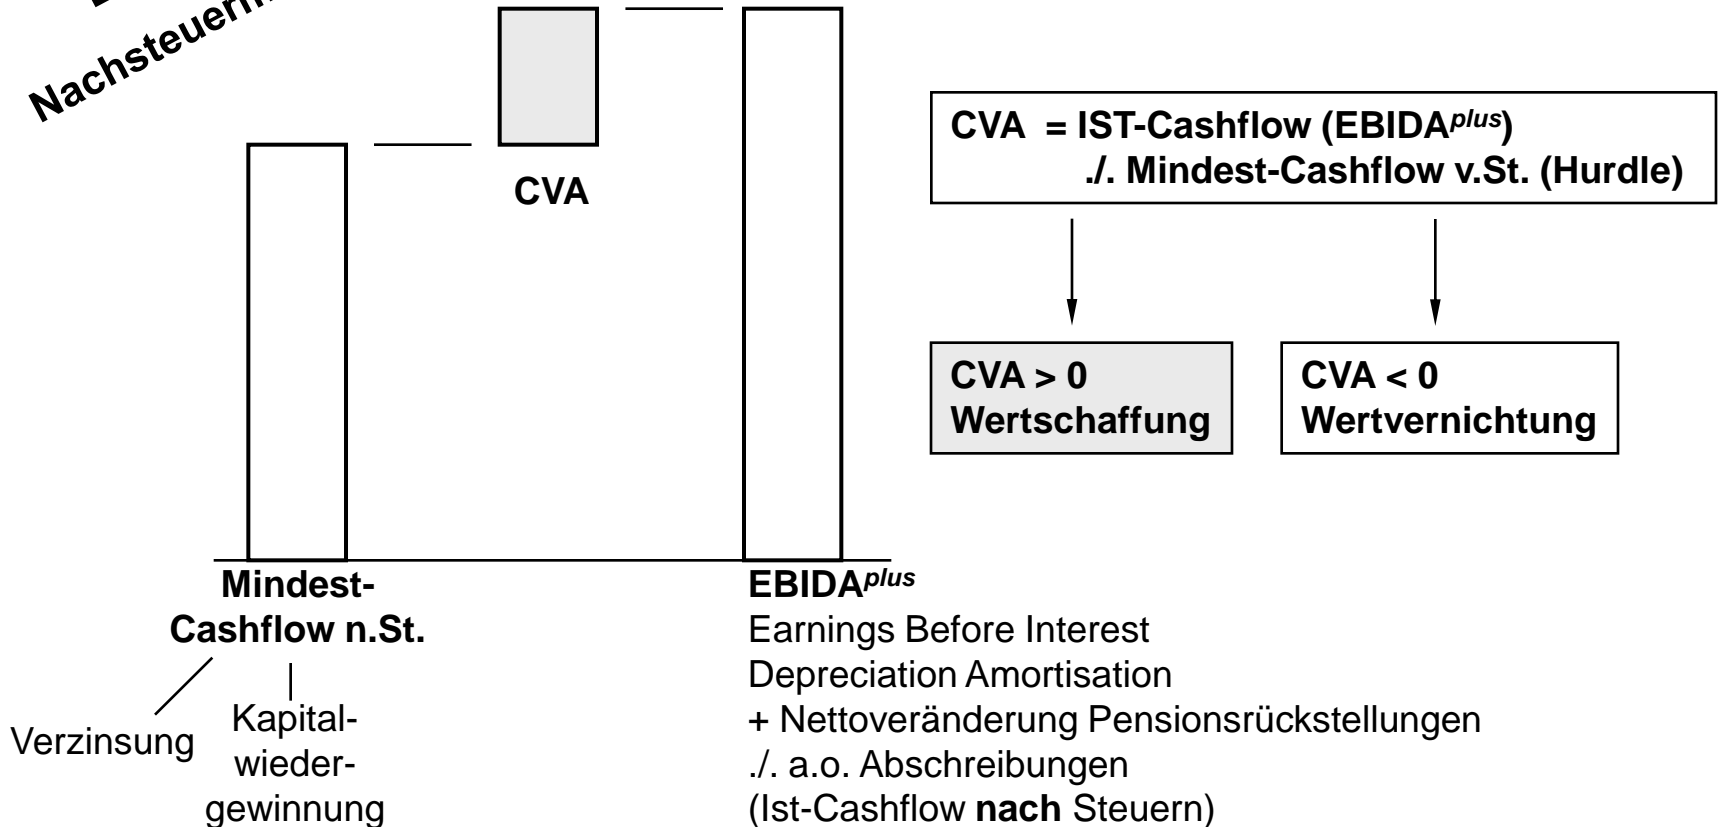 CVA
CVA = IST-Cashflow (EBIDAplus)
./. Mindest-Cashflow v.St. (Hurdle)
CVA > 0
Wertschaffung
CVA < 0
Wertvernichtung
Mindest-
Cashflow n.St.
Verzinsung
Kapital-
wieder-
gewinnung
EBIDAplus
Earnings Before Interest
Depreciation Amortisation
+ Nettoveränderung Pensionsrückstellungen
./. a.o. Abschreibungen
(Ist-Cashflow nach Steuern)